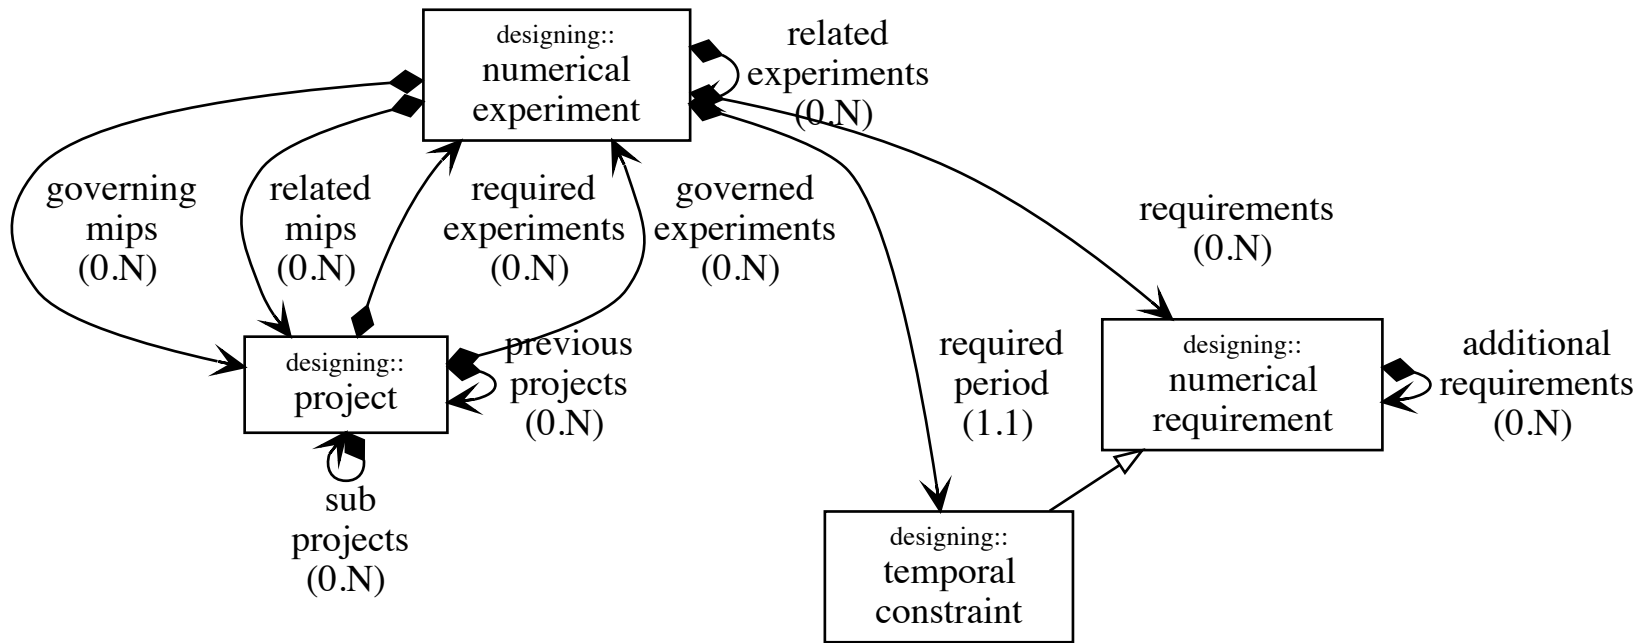 designing::
numerical
experiment
related
experiments
(0.N)
governing
mips
(0.N)
related
mips
(0.N)
required
experiments
(0.N)
governed
experiments
(0.N)
requirements
(0.N)
designing::
project
previous
projects
(0.N)
required
period
(1.1)
designing::
numerical
requirement
additional
requirements
(0.N)
sub
projects
(0.N)
designing::
temporal
constraint